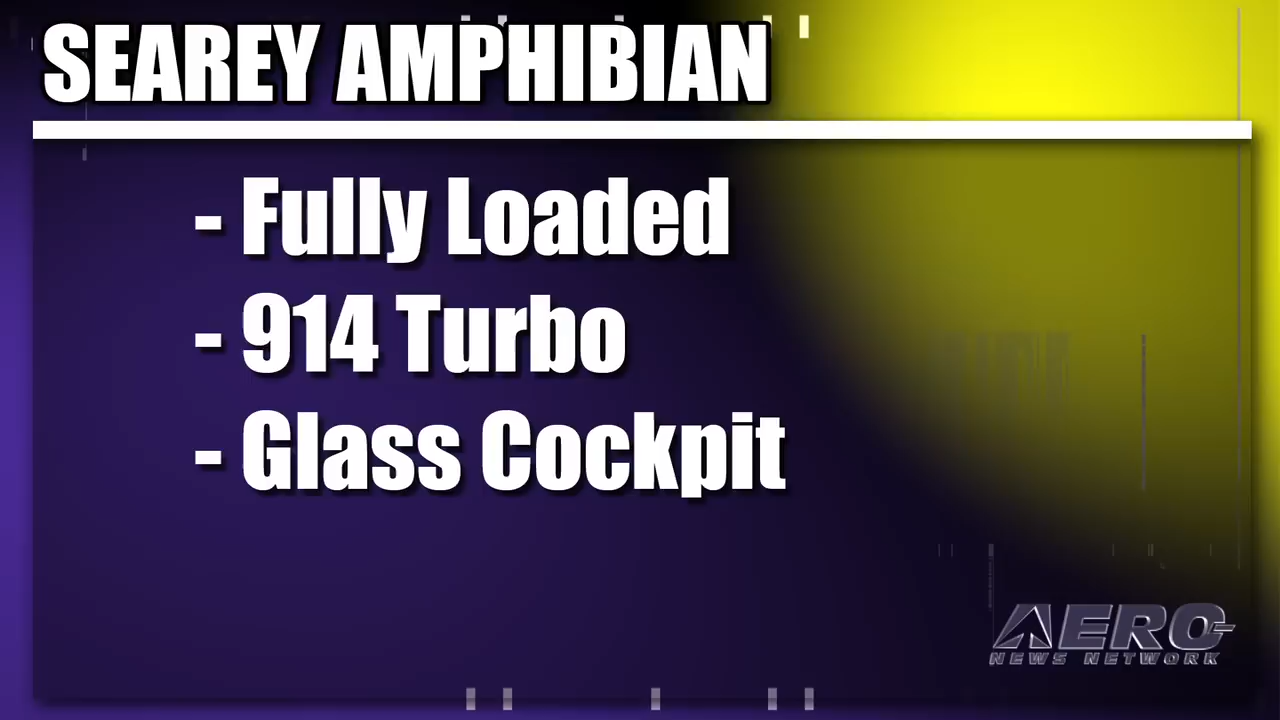 SEAREY AMPHIBIAN
- Fully Loaded
- 914 Turbo
- Glass Cockpit
AERO
NEWS NETWORK